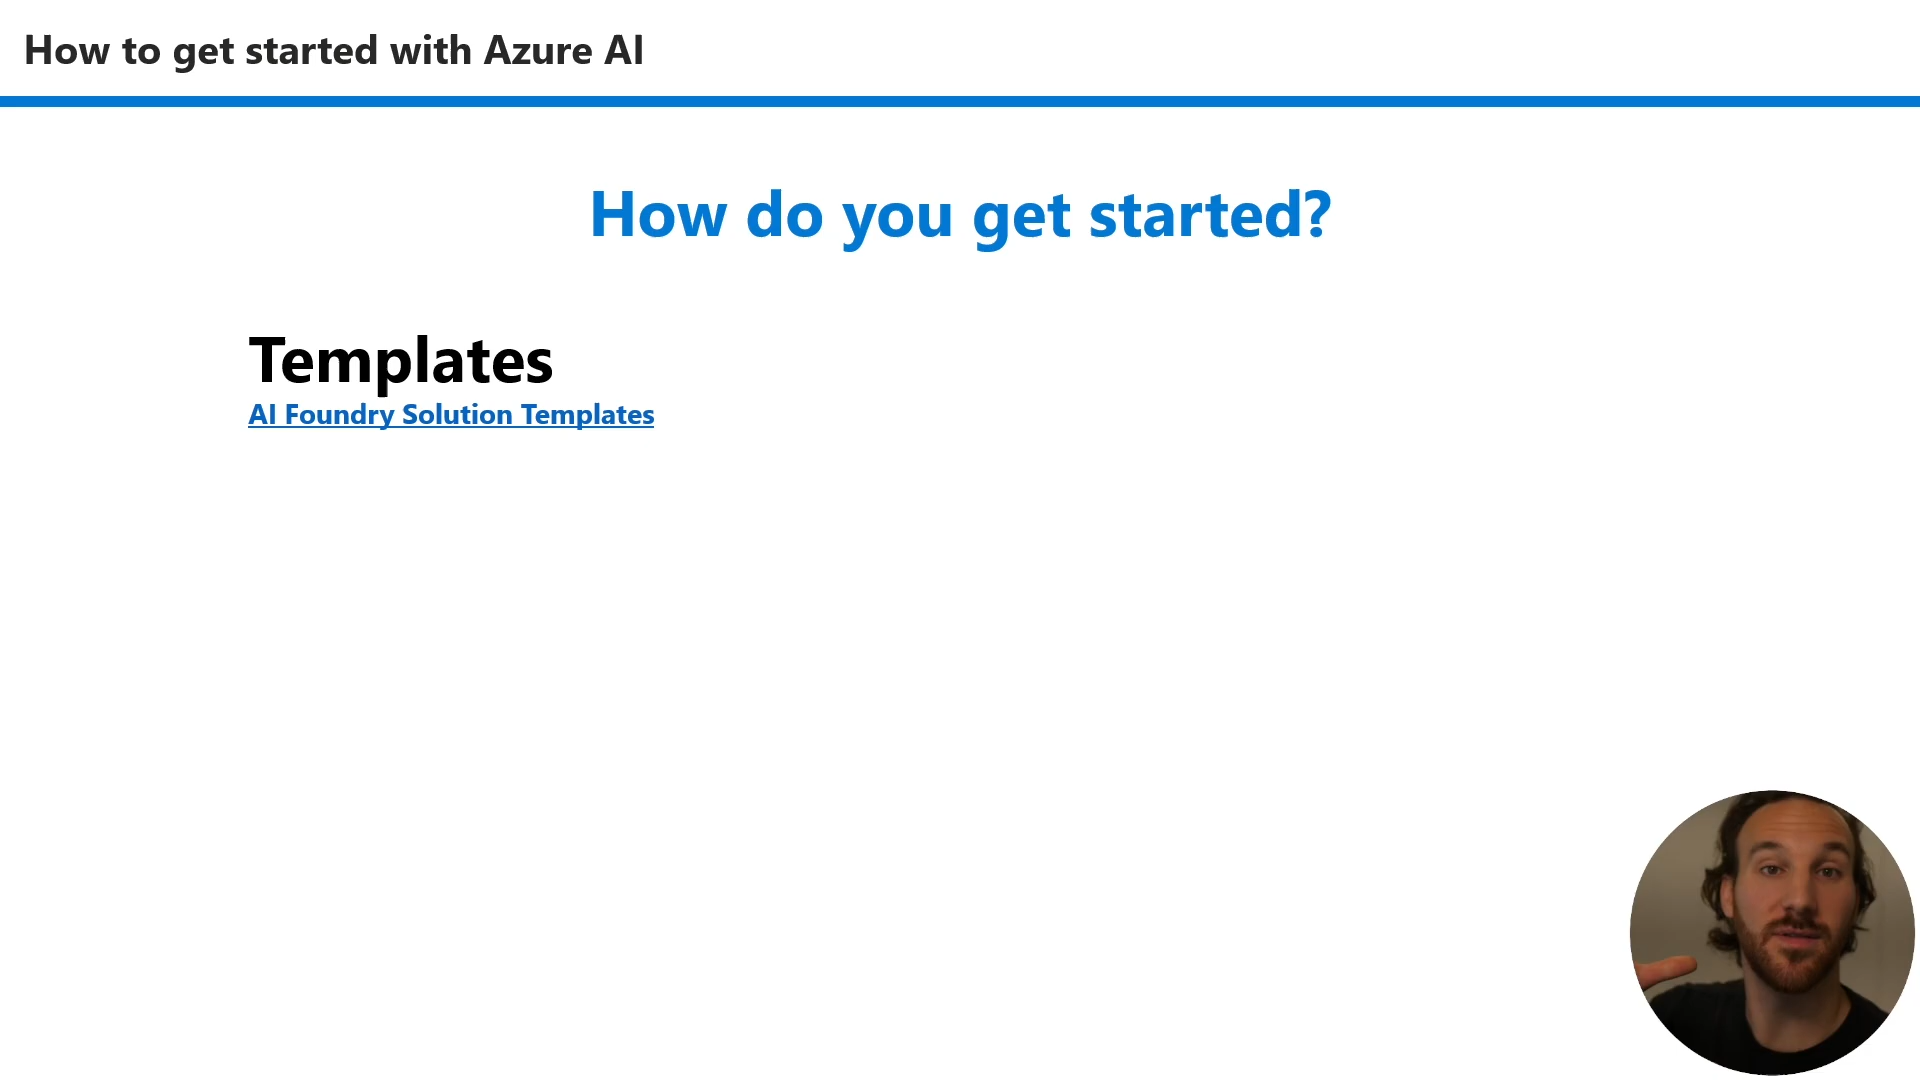 How to get started with Azure AI
How do you get started?
Templates
AI Foundry Solution Templates